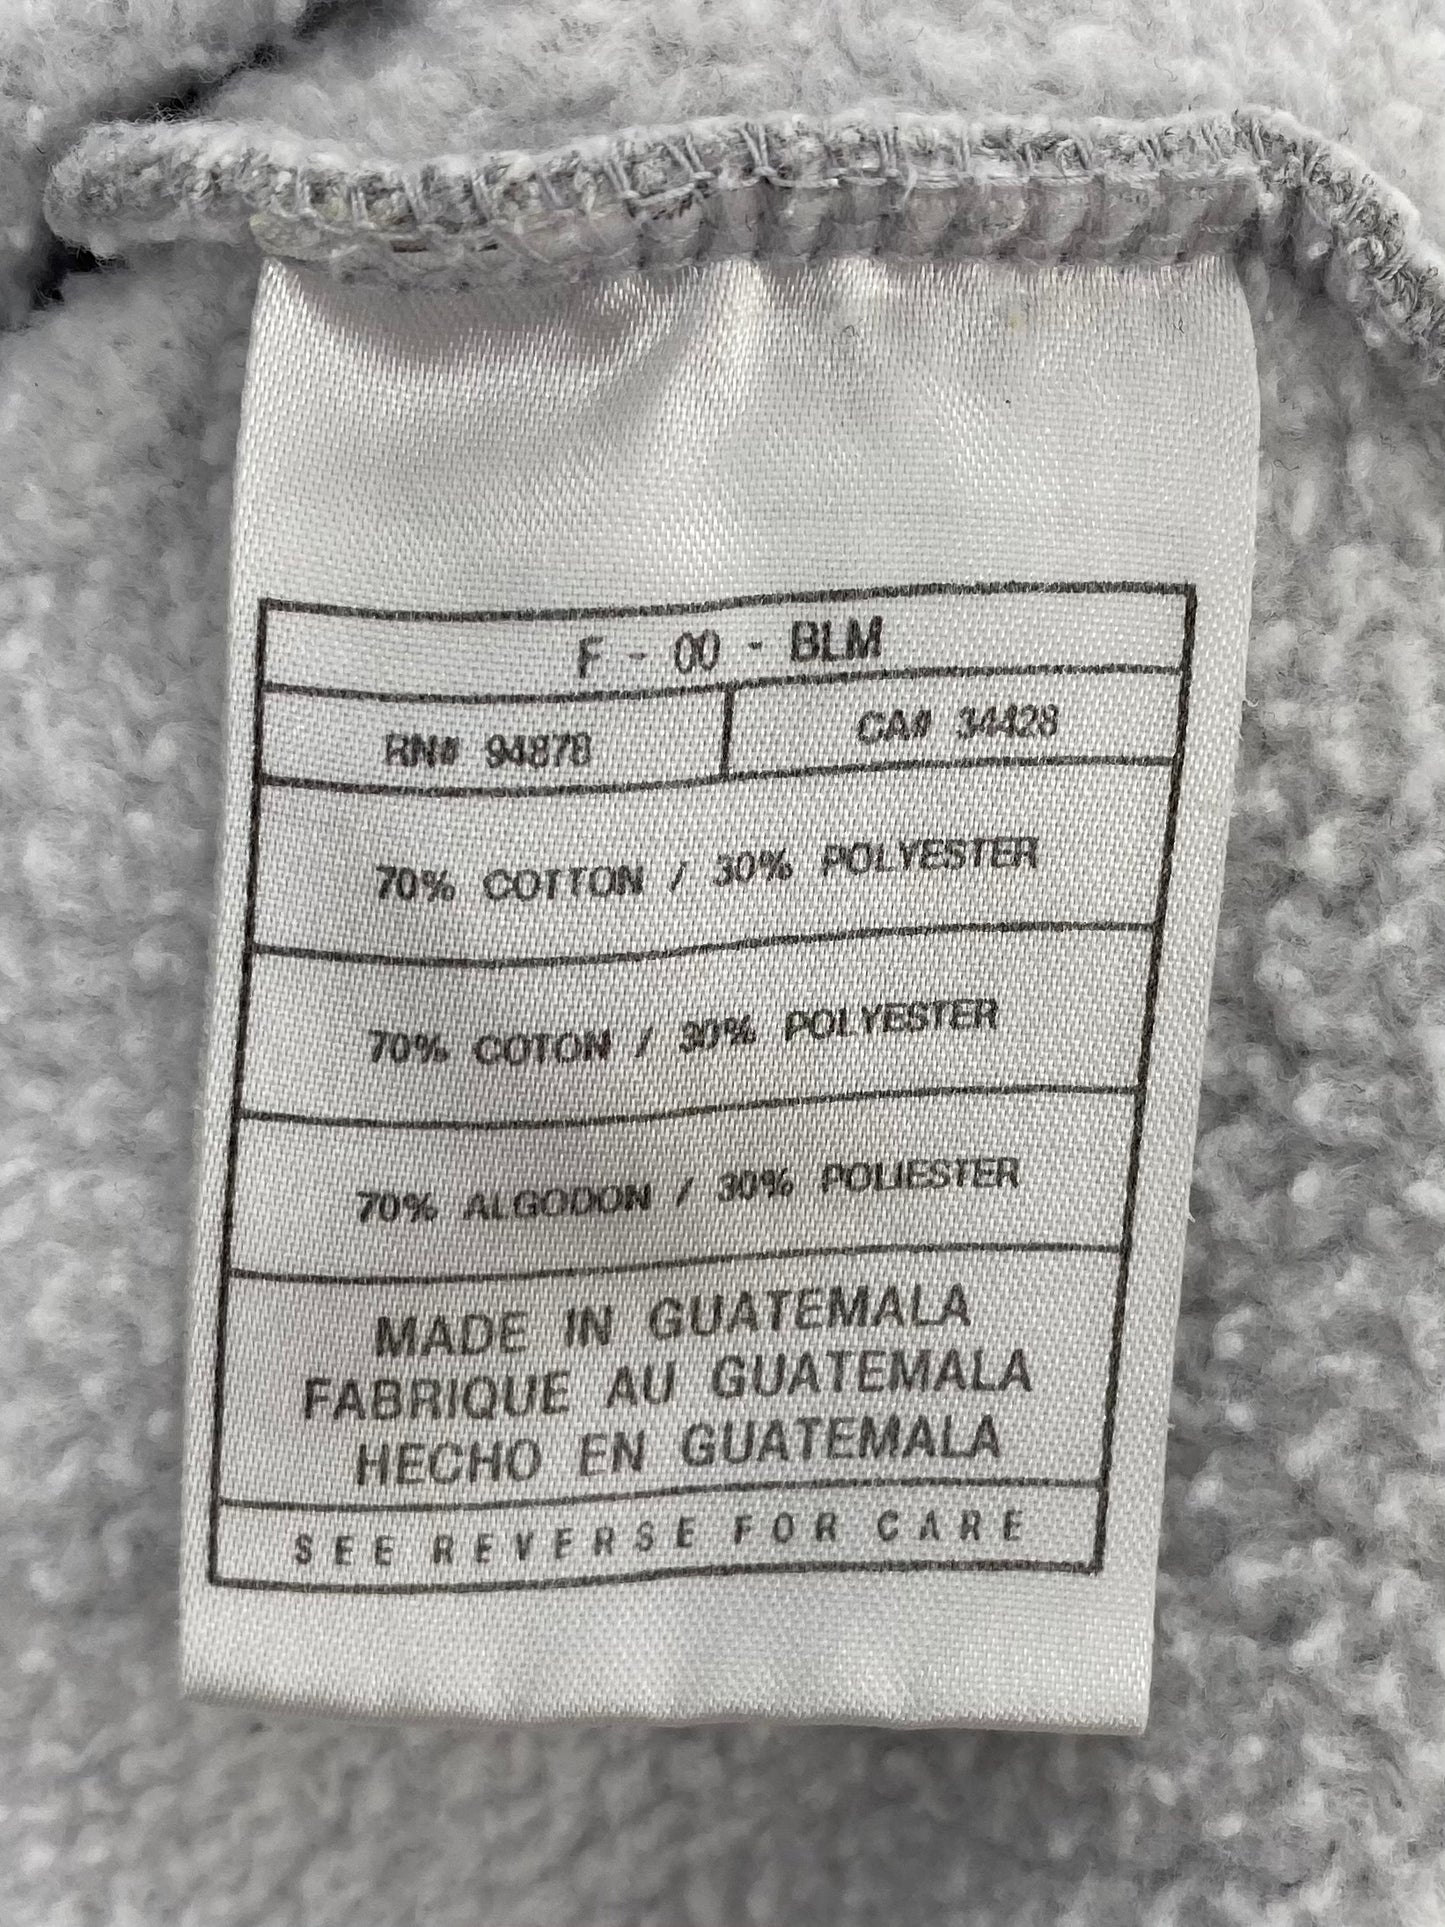 F - 00 - BLM
RN# 94878
CA# 34428
70% COTTON / 30% POLYESTER
70% COTON / 30% POLYESTER
70% ALGODON / 30% POLIESTER
MADE IN GUATEMALA
FABRIQUE AU GUATEMALA
HECHO EN GUATEMALA
SEE REVERSE FOR CARE